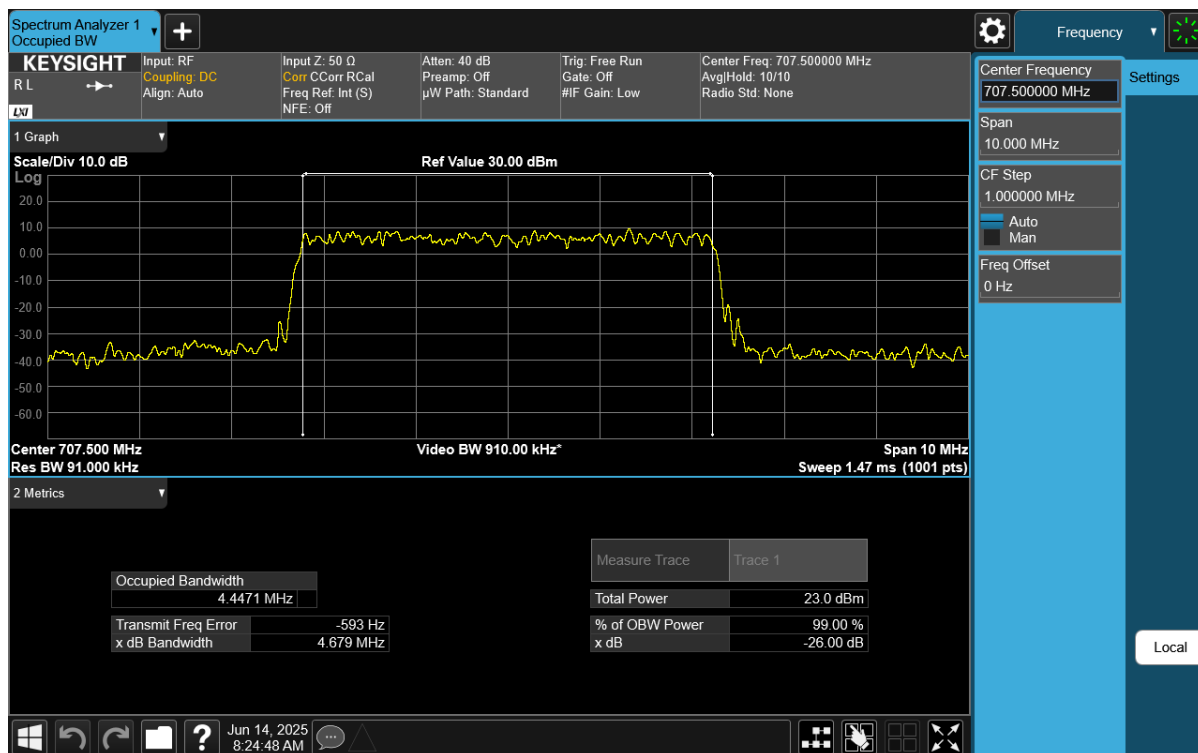 Spectrum Analyzer 1
Occupied BW
Frequency
KEYSIGHT
R L
LXI
Input: RF
Coupling: DC
Align: Auto
Input Z: 50 Ω
Corr CCorr RCal
Freq Ref: Int (S)
NFE: Off
Atten: 40 dB
Preamp: Off
µW Path: Standard
Trig: Free Run
Gate: Off
#IF Gain: Low
Center Freq: 707.500000 MHz
Avg|Hold: 10/10
Radio Std: None
Center Frequency
707.500000 MHz
Settings
Span
10.000 MHz
CF Step
1.000000 MHz
Auto
Man
Freq Offset
0 Hz
Local
1 Graph
Scale/Div 10.0 dB
Ref Value 30.00 dBm
Log
20.0
10.0
0.00
-10.0
-20.0
-30.0
-40.0
-50.0
-60.0
Center 707.500 MHz
Video BW 910.00 kHz*
Span 10 MHz
Res BW 91.000 kHz
Sweep 1.47 ms (1001 pts)
2 Metrics
Measure Trace
Trace 1
Occupied Bandwidth
4.4471 MHz
Total Power
23.0 dBm
Transmit Freq Error
-593 Hz
% of OBW Power
99.00 %
x dB Bandwidth
4.679 MHz
x dB
-26.00 dB
?
Jun 14, 2025
8:24:48 AM